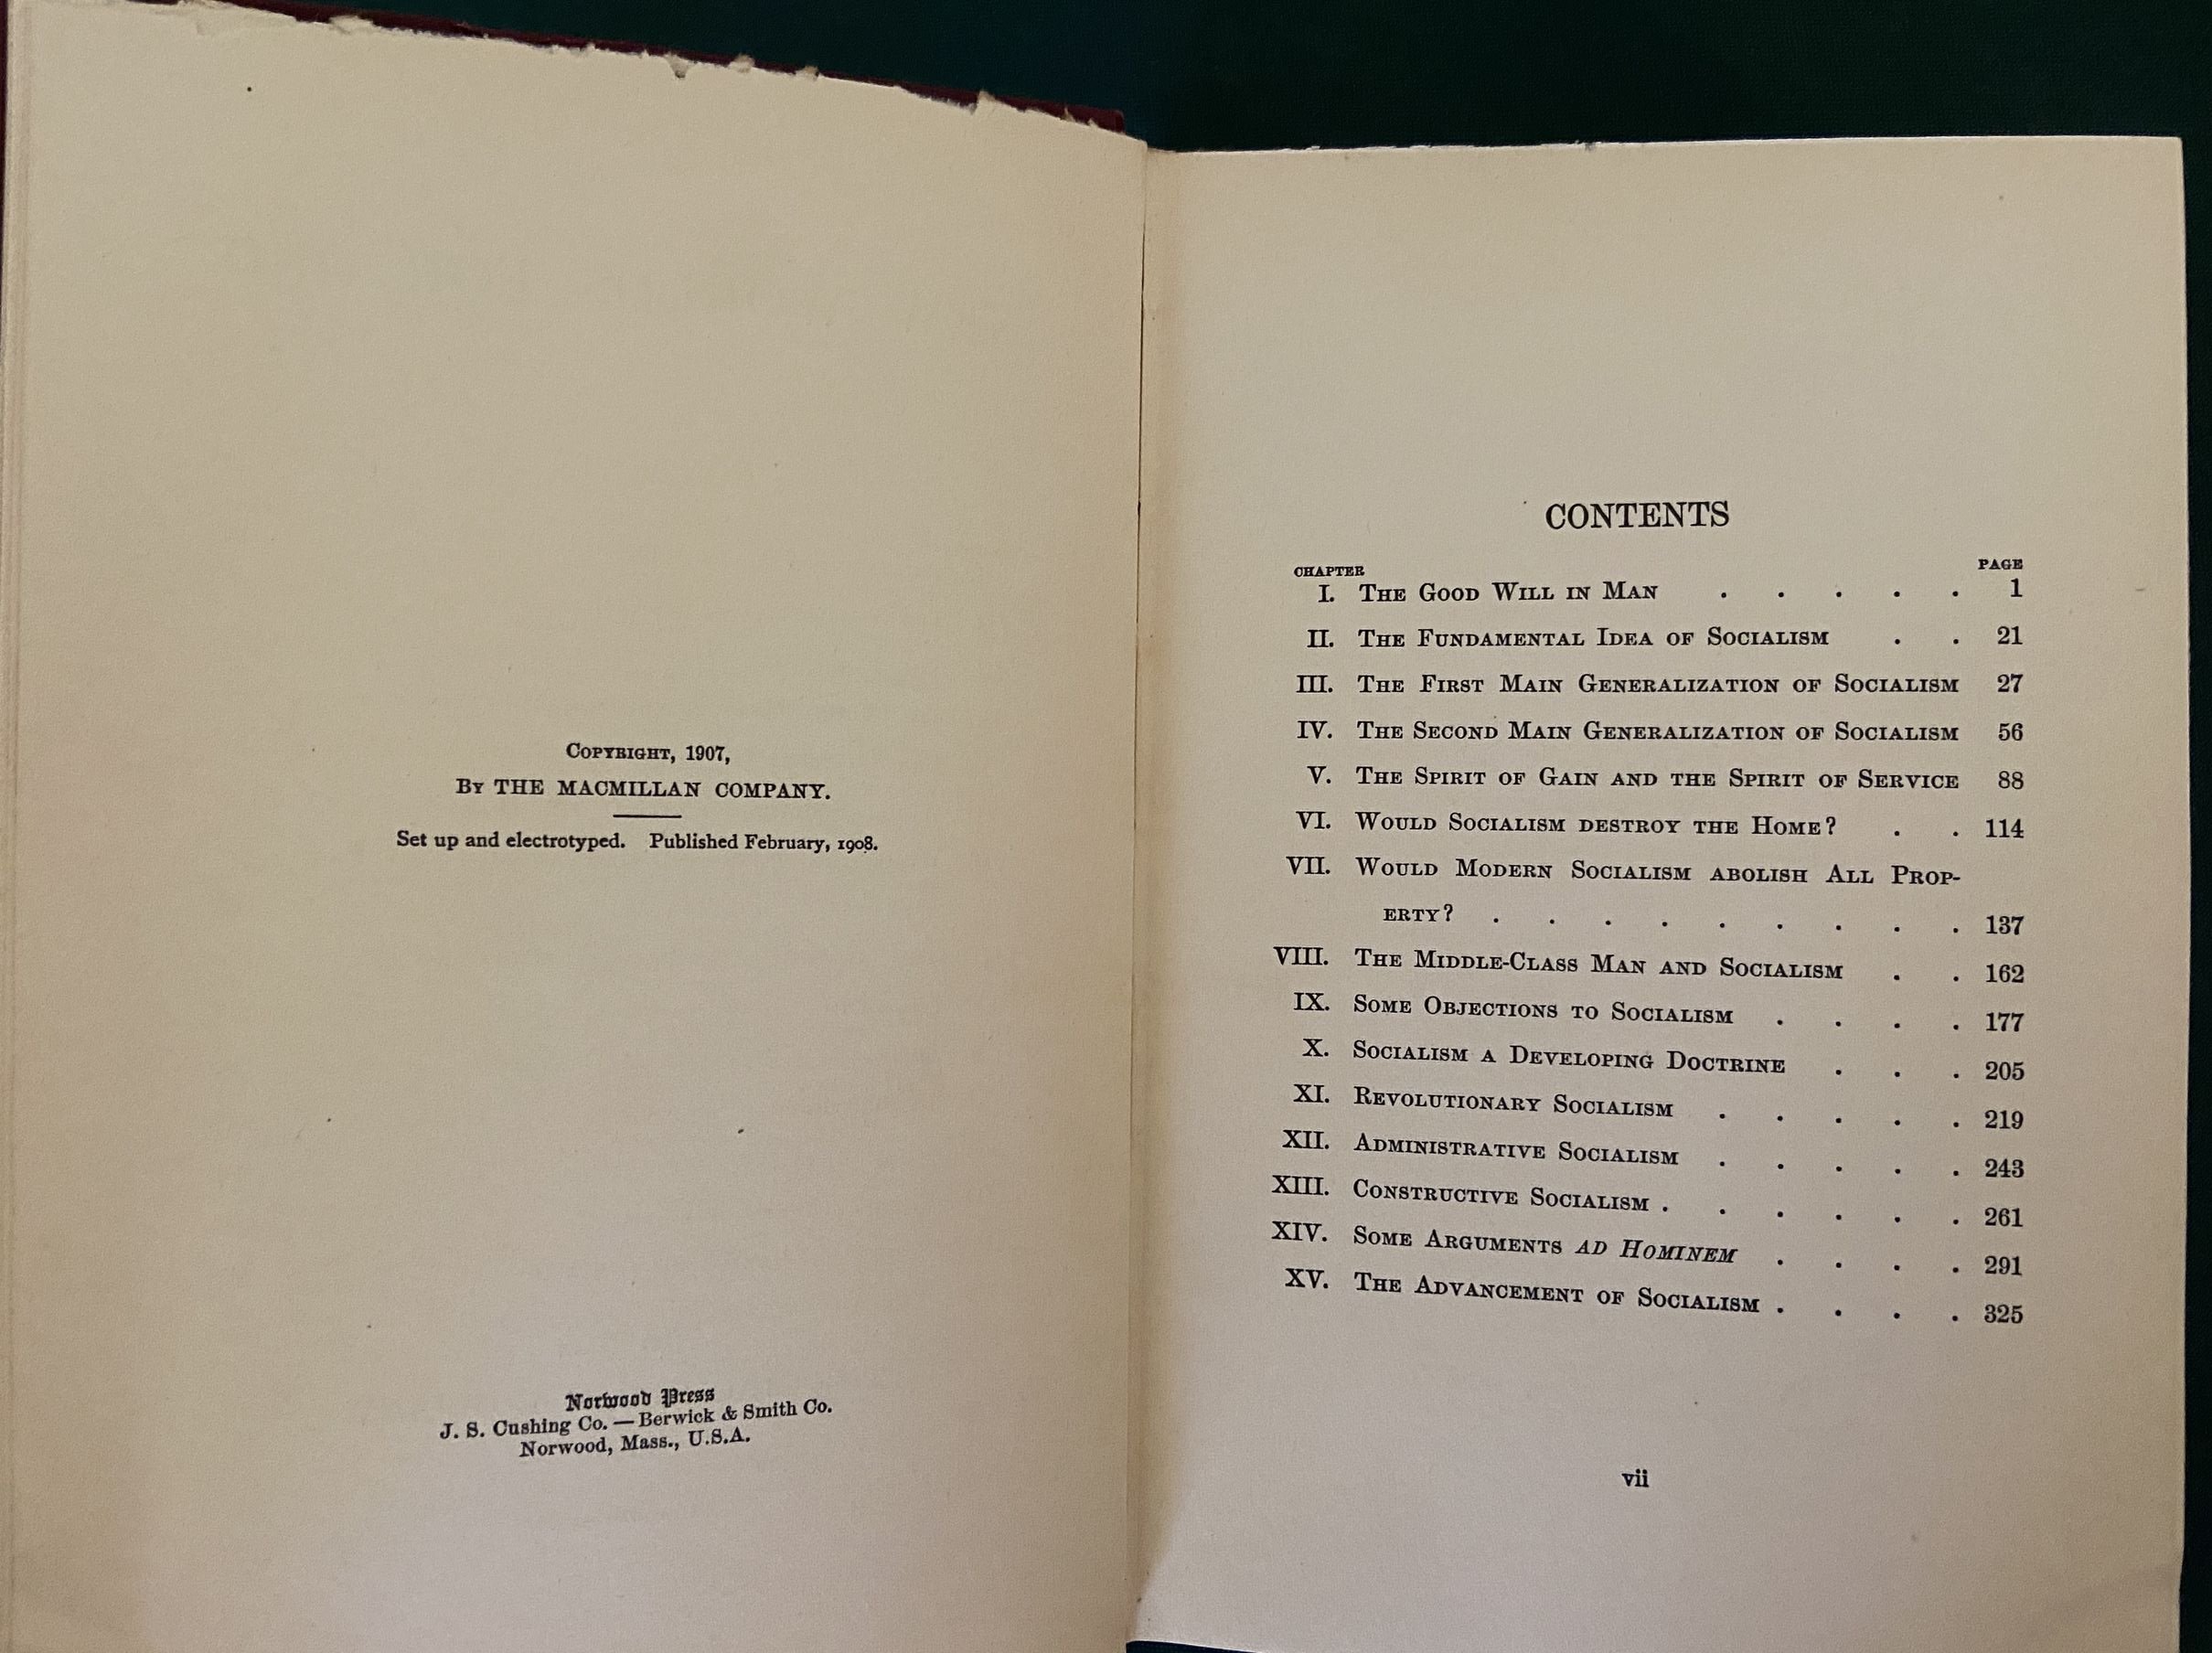 Copyright, 1907,
By THE MACMILLAN COMPANY.
Set up and electrotyped. Published February, 1908.
Norwood Press
J. S. Cushing Co. — Berwick & Smith Co.
Norwood, Mass., U.S.A.
CONTENTS
CHAPTER PAGE
I. The Good Will in Man . . . . . 1
II. The Fundamental Idea of Socialism . . 21
III. The First Main Generalization of Socialism 27
IV. The Second Main Generalization of Socialism 56
V. The Spirit of Gain and the Spirit of Service 88
VI. Would Socialism destroy the Home? . . 114
VII. Would Modern Socialism abolish All Prop-
erty? . . . . . . . . . 137
VIII. The Middle-Class Man and Socialism . . 162
IX. Some Objections to Socialism . . . . 177
X. Socialism a Developing Doctrine . . . 205
XI. Revolutionary Socialism . . . . . 219
XII. Administrative Socialism . . . . . 243
XIII. Constructive Socialism . . . . . . 261
XIV. Some Arguments ad Hominem . . . . 291
XV. The Advancement of Socialism . . . . 325
vii